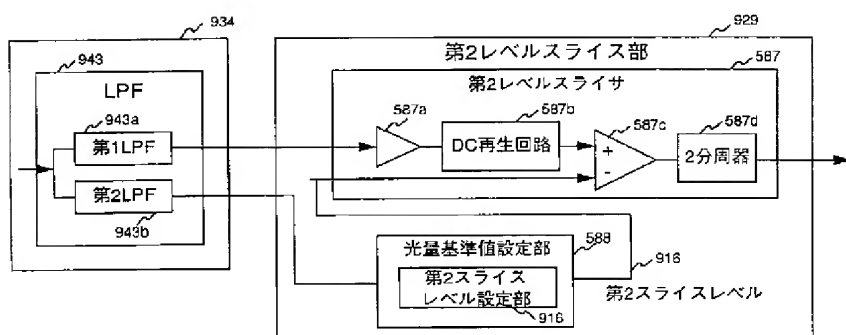 934
929
943
第2レベルスライス部
587
LPF
第2レベルスライサ
943a
587a
587b
587c
587d
第1LPF
DC再生回路
+
-
2分周器
第2LPF
943b
588
光量基準値設定部
916
第2スライス
レベル設定部
第2スライスレベル
916